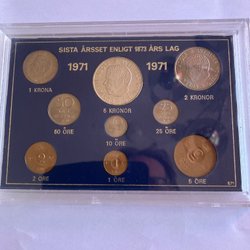 SISTA ÅRSSET ENLIGT 1873 ÅRS LAG
1971 1971
1 KRONA 5 KRONOR 2 KRONOR
50 ÖRE 25 ÖRE
10 ÖRE
2 ÖRE 1 ÖRE 5 ÖRE